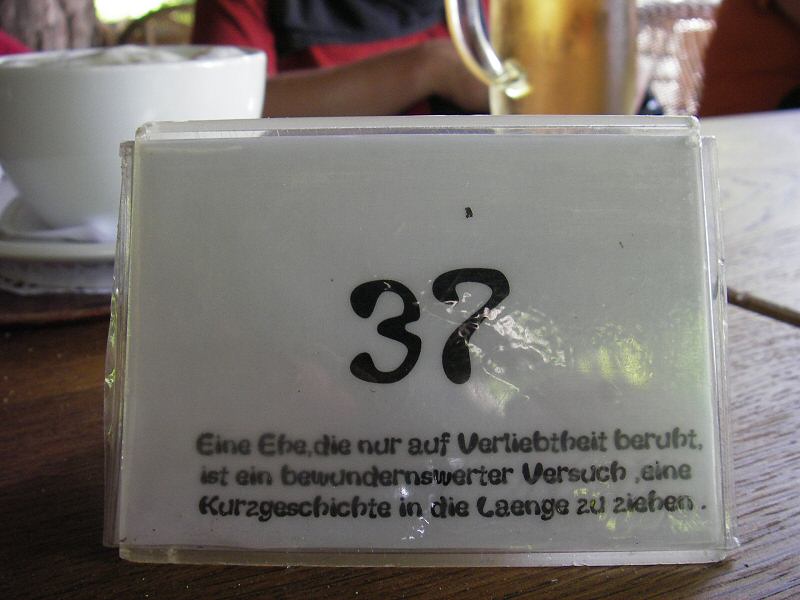 37
Eine Ehe,die nur auf Verliebtheit beruht,
ist ein bewundernswerter Versuch ,eine
Kurzgeschichte in die Laenge zu ziehen .